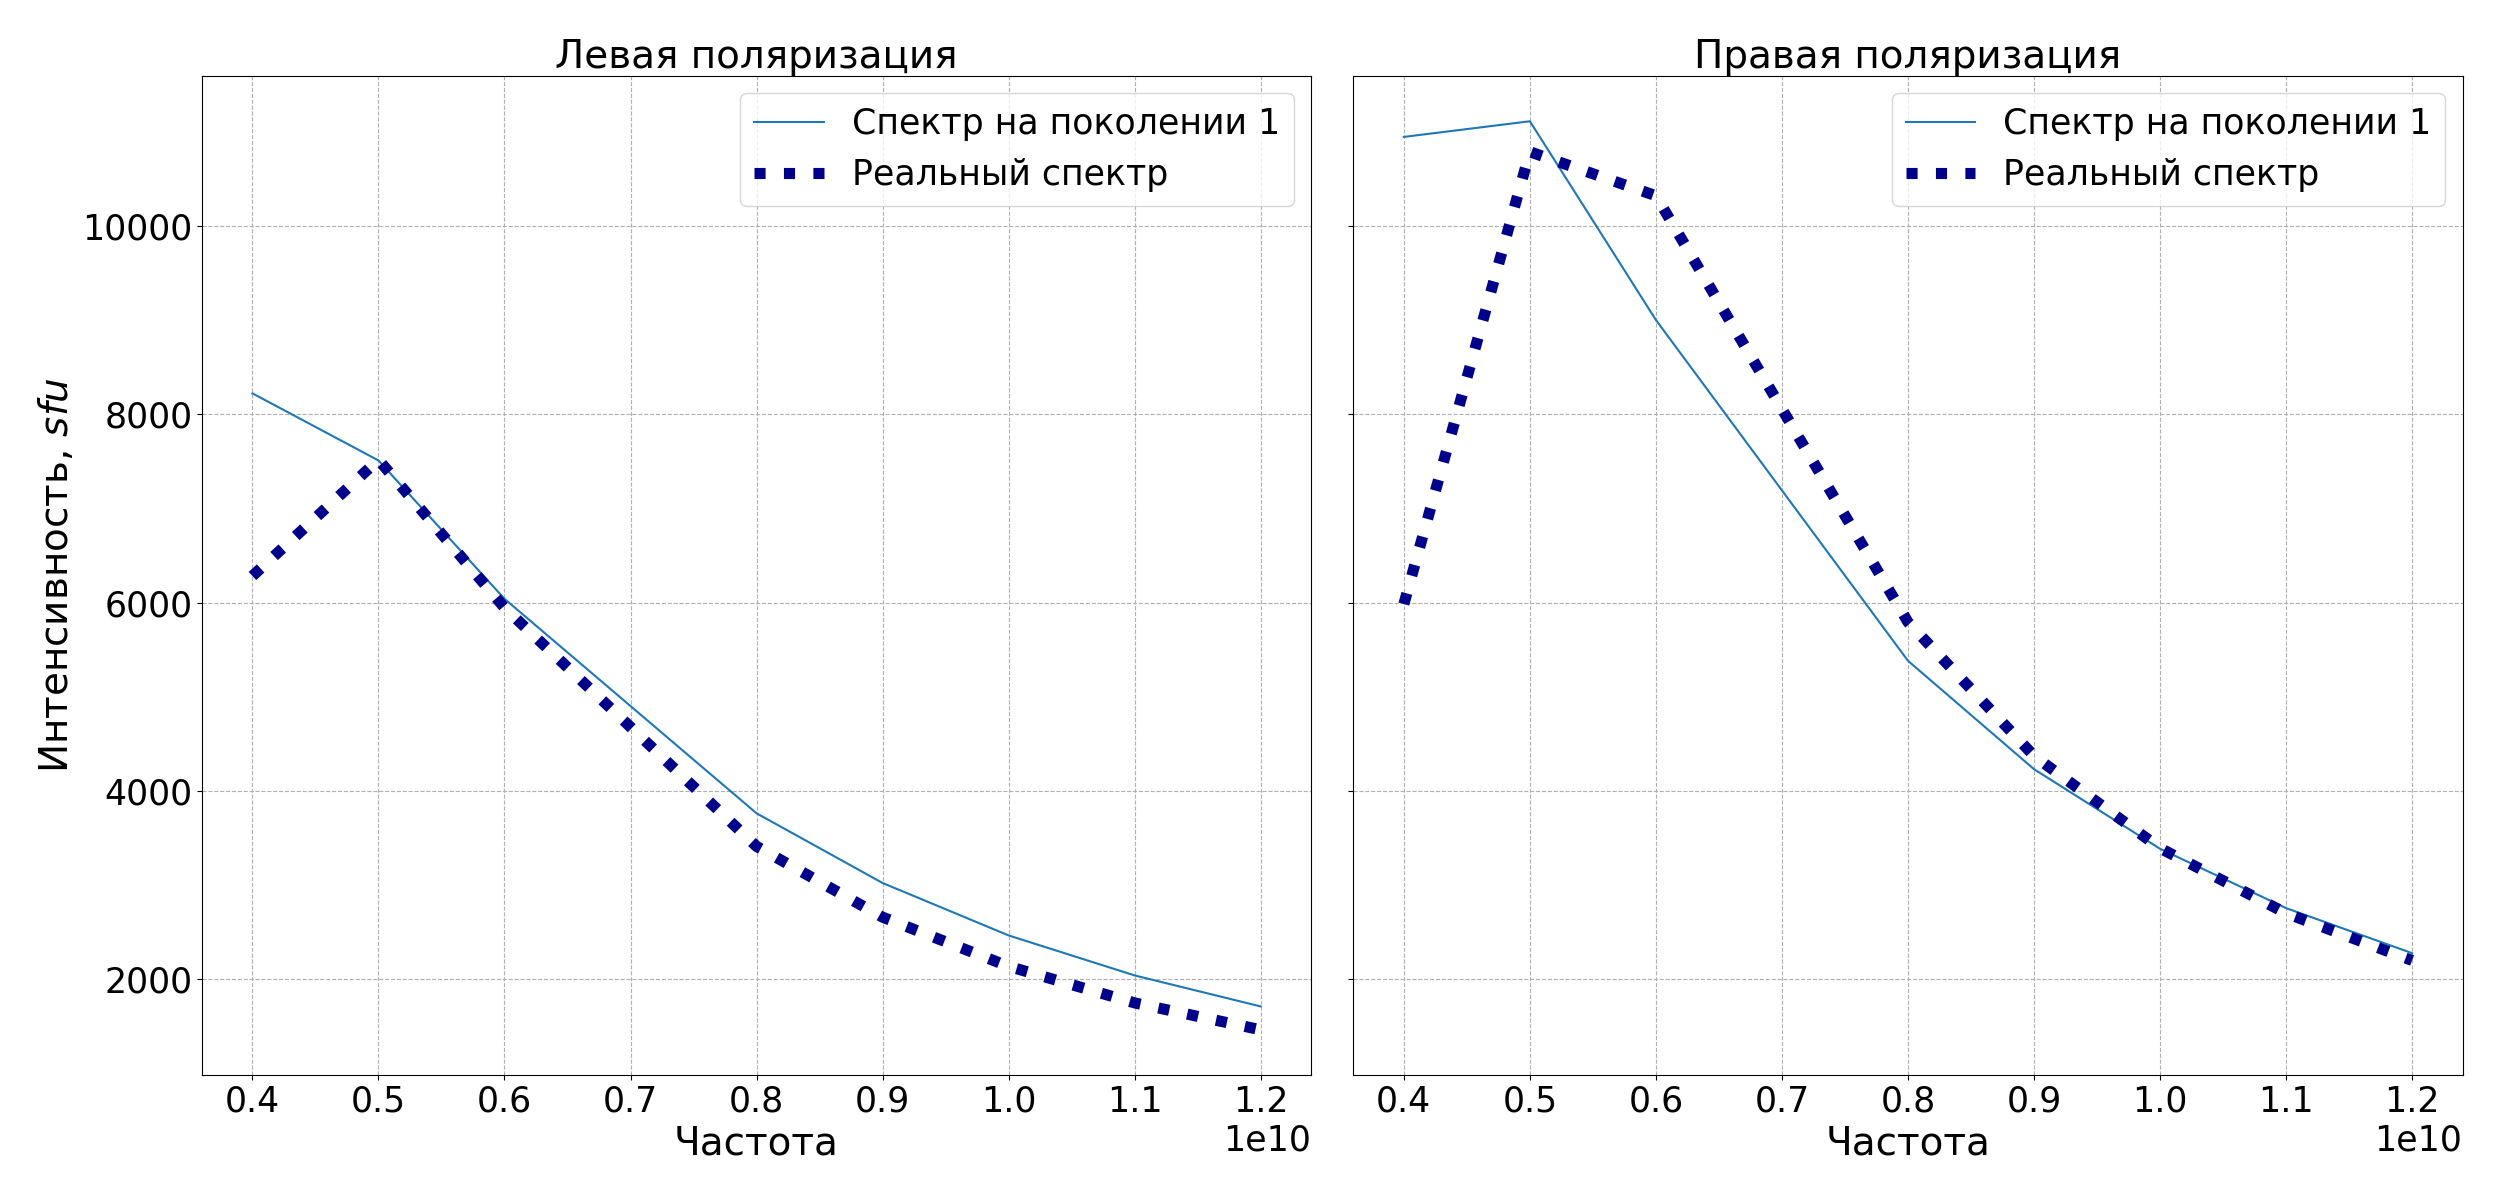 Левая поляризация
Спектр на поколении 1
Реальный спектр
10000
8000
6000
4000
2000
Интенсивность, sfu
0.4 0.5 0.6 0.7 0.8 0.9 1.0 1.1 1.2
1e10
Частота
Правая поляризация
Спектр на поколении 1
Реальный спектр
0.4 0.5 0.6 0.7 0.8 0.9 1.0 1.1 1.2
1e10
Частота